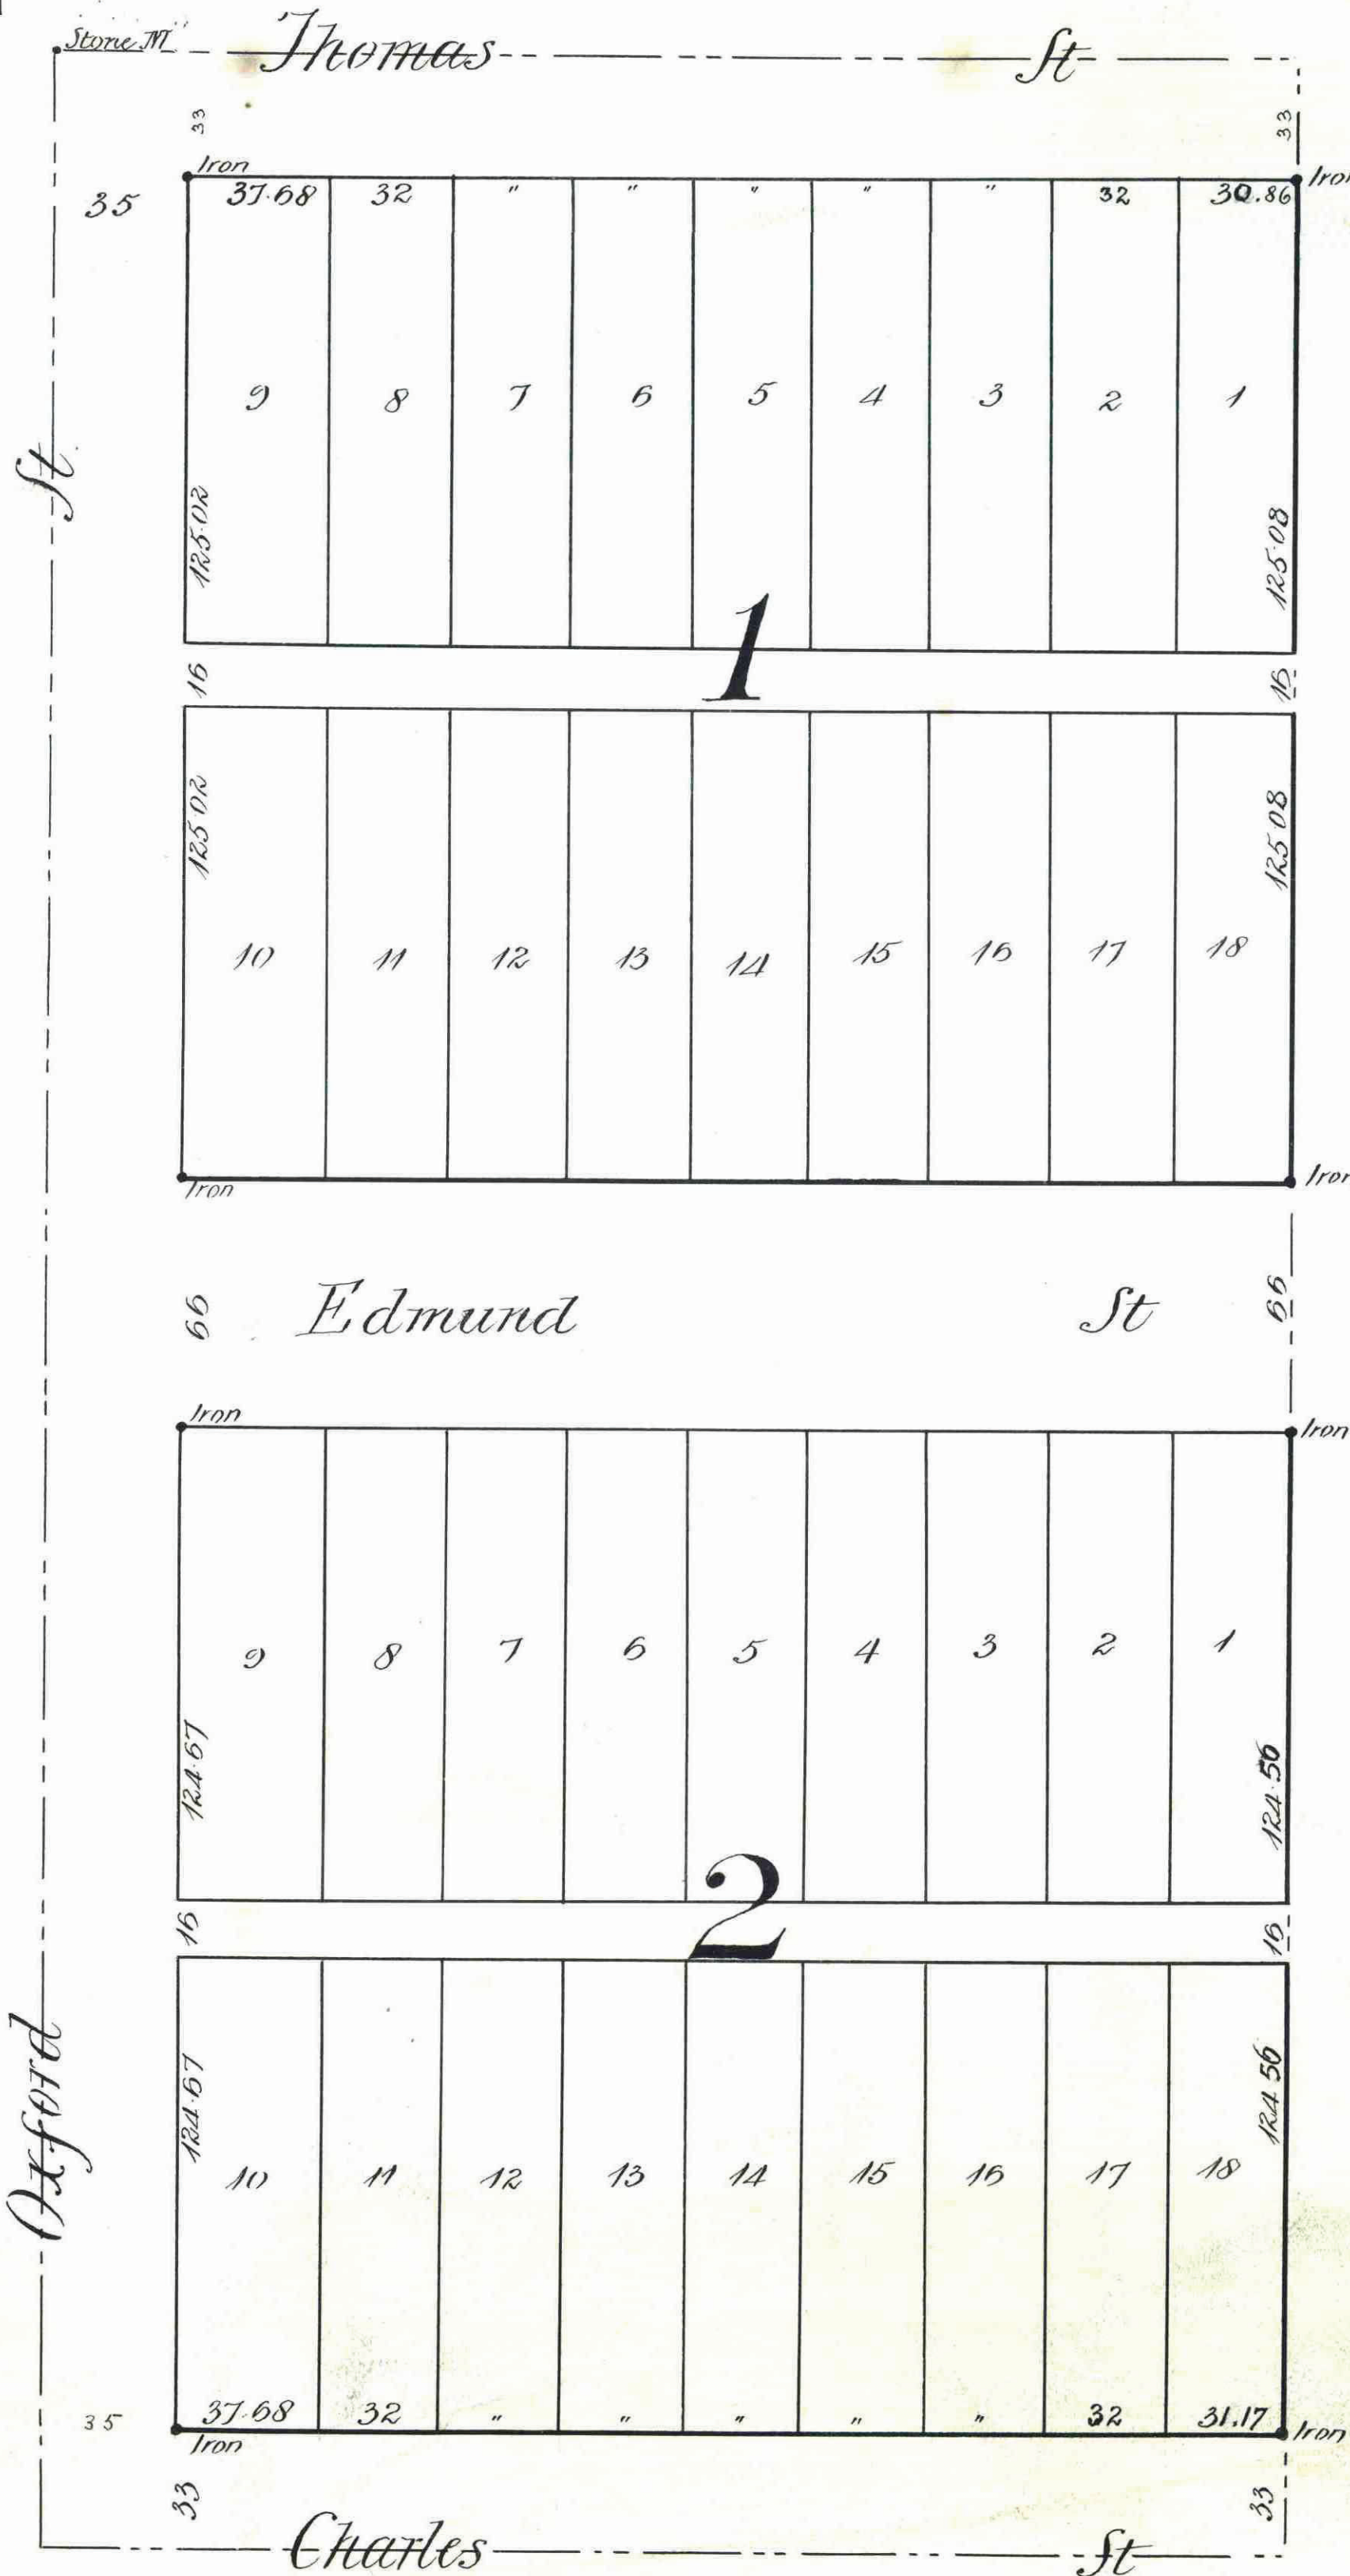 Stone M
Thomas St
33 33
Iron Iron
35
37.68 32 " " " " " 32 30.86
9 8 7 6 5 4 3 2 1
St
125.02 125.08
1
16 16
125 02 125 08
10 11 12 13 14 15 16 17 18
Iron Iron
66 Edmund St 66
Iron Iron
9 8 7 6 5 4 3 2 1
124.67 124.56
2
16 16
Oxford
124.67 124 56
10 11 12 13 14 15 16 17 18
35
37.68 32 " " " " " 32 31.17
Iron Iron
33 33
Charles St